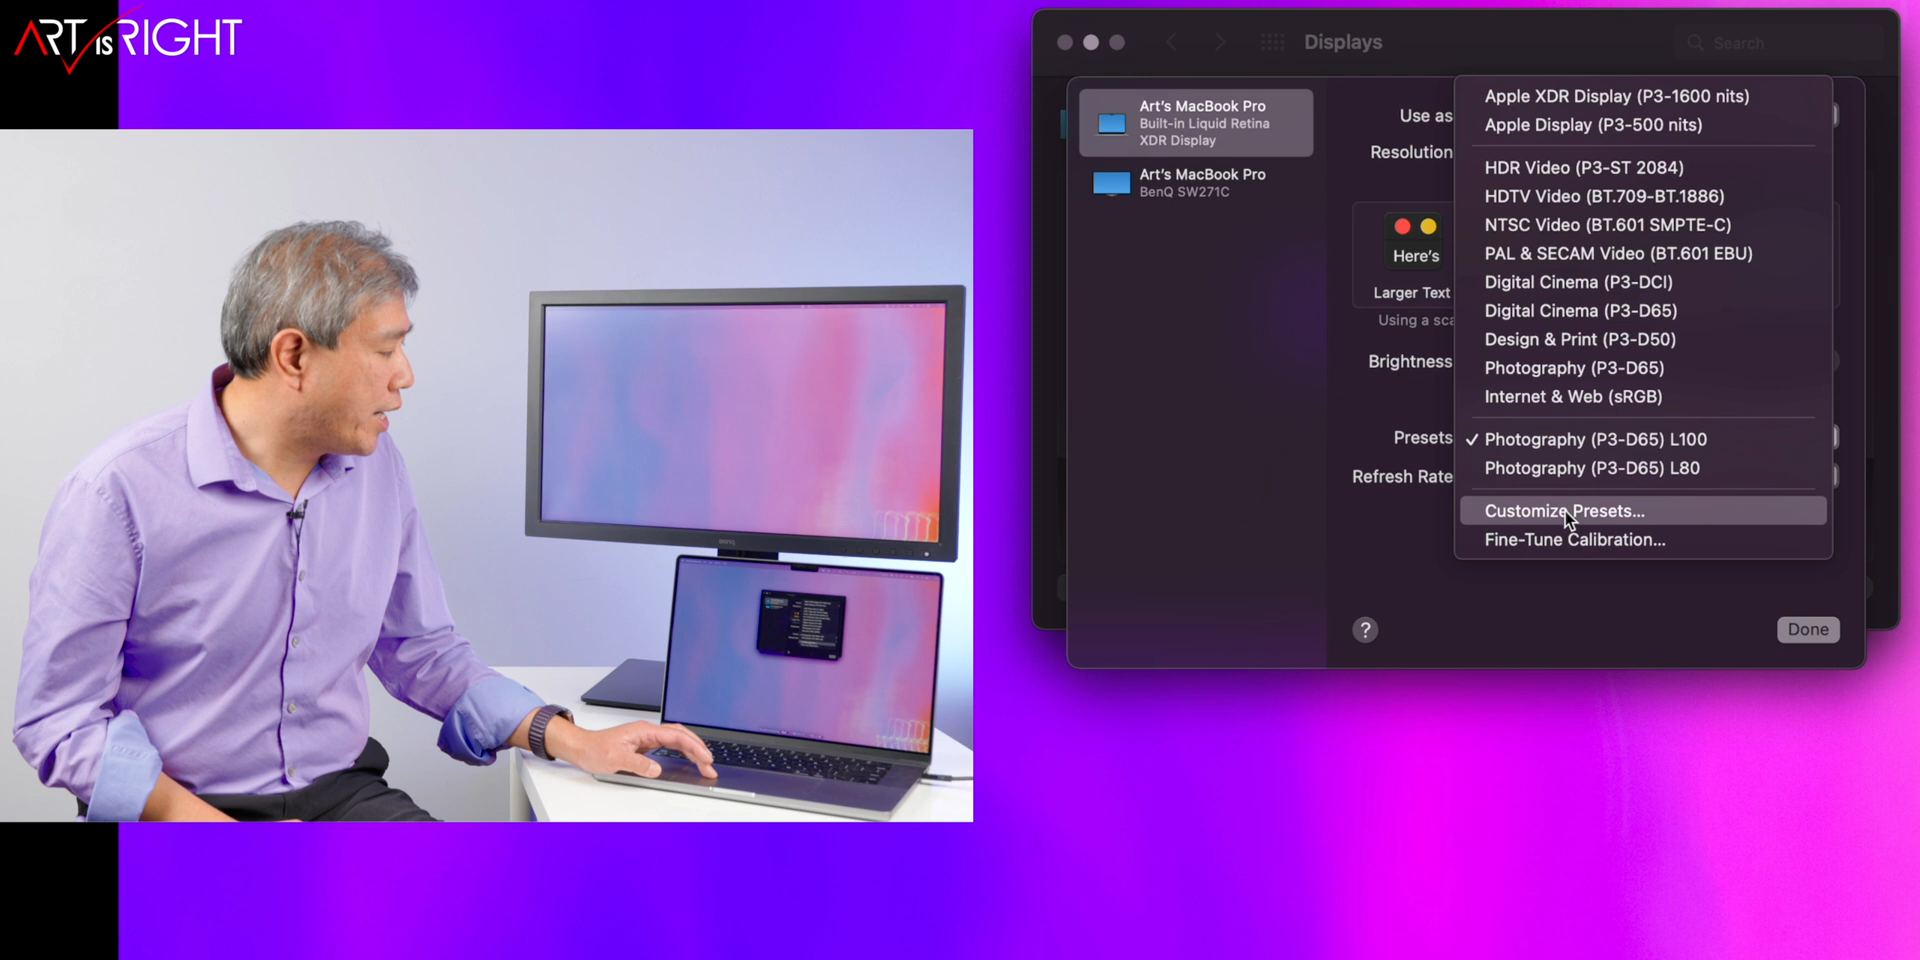 ART IS RIGHT
Displays
Search
Art's MacBook Pro
Built-in Liquid Retina
XDR Display
Art's MacBook Pro
BenQ SW271C
Use as
Resolution
Here's
Larger Text
Using a sca
Brightness
Presets
Refresh Rate
Apple XDR Display (P3-1600 nits)
Apple Display (P3-500 nits)
HDR Video (P3-ST 2084)
HDTV Video (BT.709-BT.1886)
NTSC Video (BT.601 SMPTE-C)
PAL & SECAM Video (BT.601 EBU)
Digital Cinema (P3-DCI)
Digital Cinema (P3-D65)
Design & Print (P3-D50)
Photography (P3-D65)
Internet & Web (sRGB)
✓ Photography (P3-D65) L100
Photography (P3-D65) L80
Customize Presets...
Fine-Tune Calibration...
?
Done
BenQ